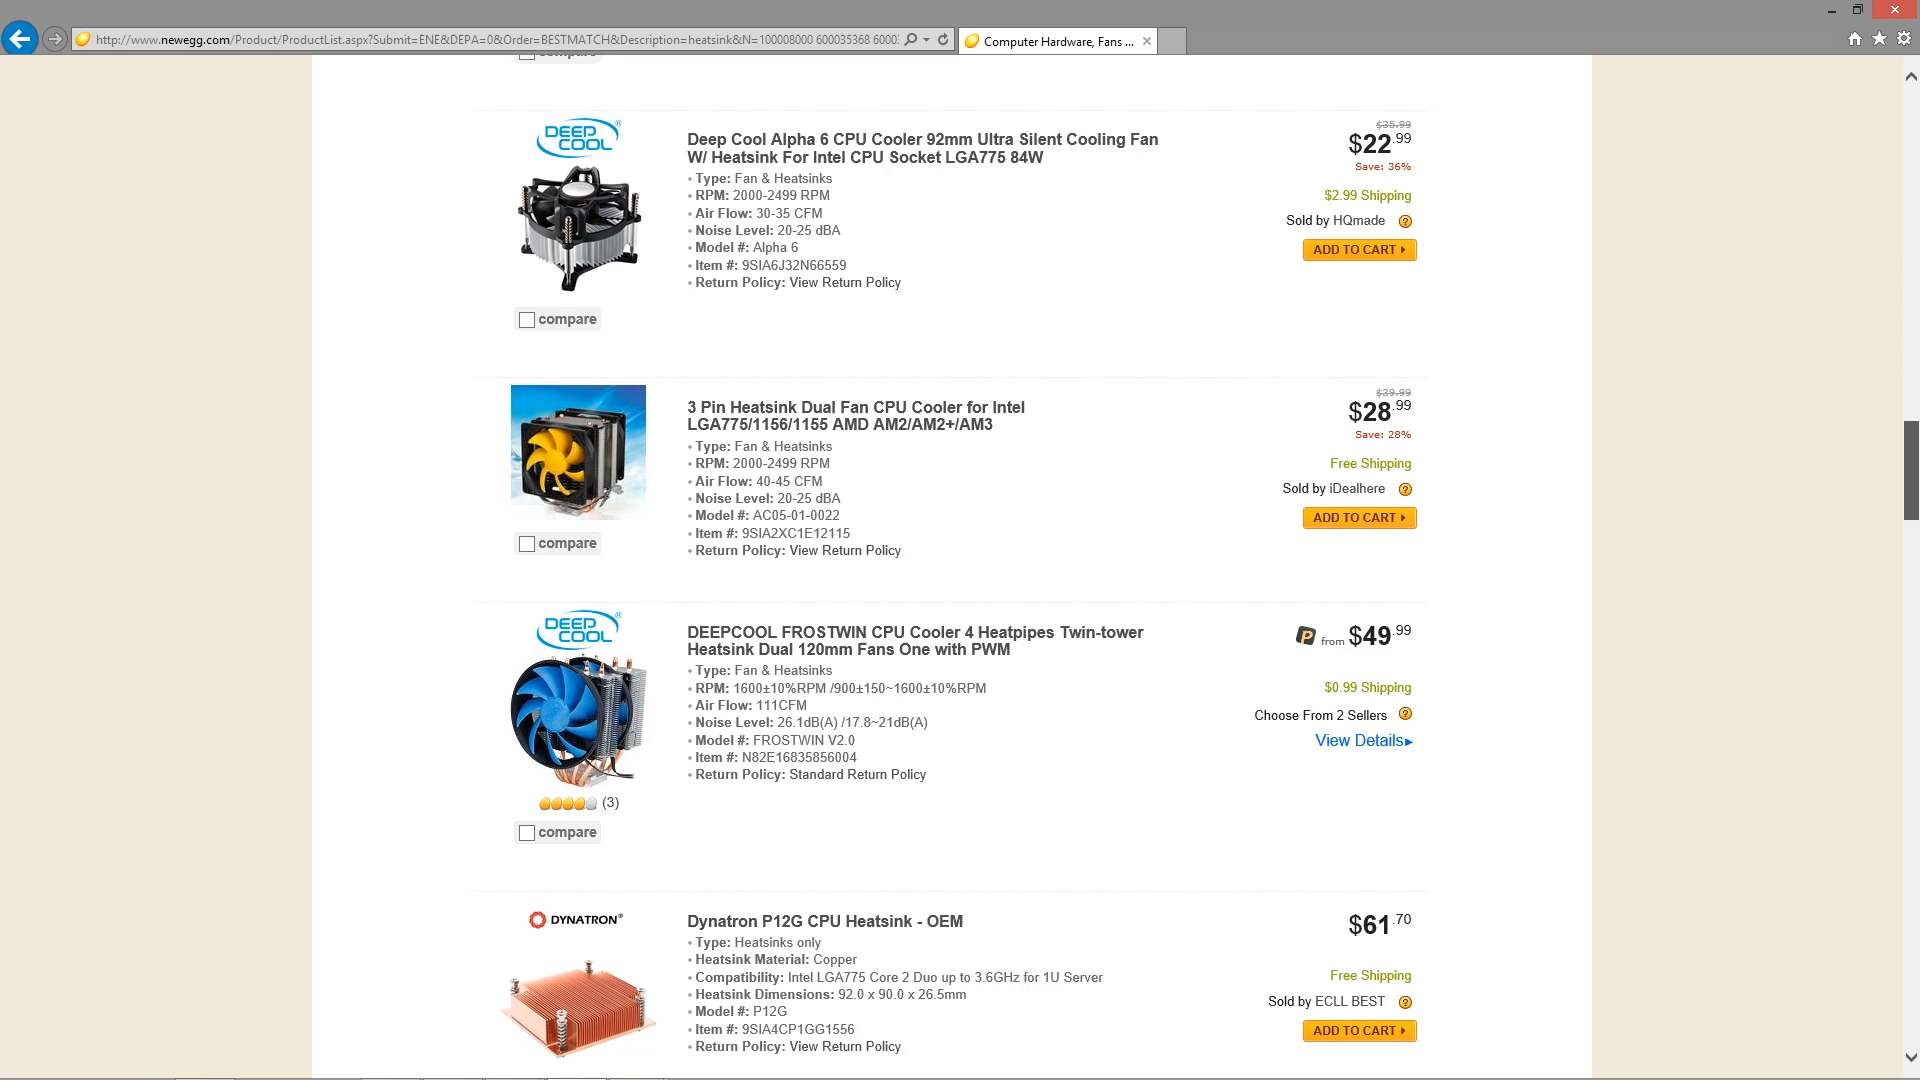 http://www.newegg.com/Product/ProductList.aspx?Submit=ENE&DEPA=0&Order=BESTMATCH&Description=heatsink&N=100008000 600035368
Computer Hardware, Fans ...
compare
DEEP COOL
Deep Cool Alpha 6 CPU Cooler 92mm Ultra Silent Cooling Fan
W/ Heatsink For Intel CPU Socket LGA775 84W
Type: Fan & Heatsinks
RPM: 2000-2499 RPM
Air Flow: 30-35 CFM
Noise Level: 20-25 dBA
Model #: Alpha 6
Item #: 9SIA6J32N66559
Return Policy: View Return Policy
$35.99
$22.99
Save: 36%
$2.99 Shipping
Sold by HQmade
ADD TO CART
compare
3 Pin Heatsink Dual Fan CPU Cooler for Intel
LGA775/1156/1155 AMD AM2/AM2+/AM3
Type: Fan & Heatsinks
RPM: 2000-2499 RPM
Air Flow: 40-45 CFM
Noise Level: 20-25 dBA
Model #: AC05-01-0022
Item #: 9SIA2XC1E12115
Return Policy: View Return Policy
$39.99
$28.99
Save: 28%
Free Shipping
Sold by iDealhere
ADD TO CART
compare
DEEP COOL
DEEPCOOL FROSTWIN CPU Cooler 4 Heatpipes Twin-tower
Heatsink Dual 120mm Fans One with PWM
Type: Fan & Heatsinks
RPM: 1600±10%RPM /900±150~1600±10%RPM
Air Flow: 111CFM
Noise Level: 26.1dB(A) /17.8~21dB(A)
Model #: FROSTWIN V2.0
Item #: N82E16835856004
Return Policy: Standard Return Policy
P from $49.99
$0.99 Shipping
Choose From 2 Sellers
View Details
(3)
compare
DYNATRON
Dynatron P12G CPU Heatsink - OEM
Type: Heatsinks only
Heatsink Material: Copper
Compatibility: Intel LGA775 Core 2 Duo up to 3.6GHz for 1U Server
Heatsink Dimensions: 92.0 x 90.0 x 26.5mm
Model #: P12G
Item #: 9SIA4CP1GG1556
Return Policy: View Return Policy
$61.70
Free Shipping
Sold by ECLL BEST
ADD TO CART